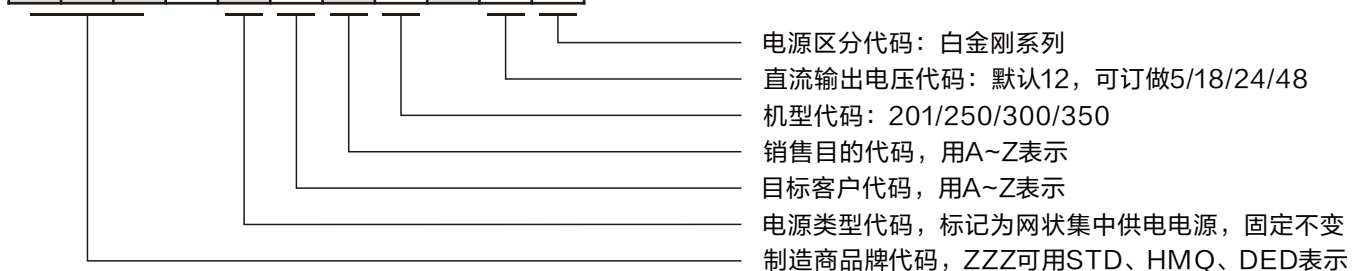 电源区分代码：白金刚系列
直流输出电压代码：默认12，可订做5/18/24/48
机型代码：201/250/300/350
销售目的代码，用A~Z表示
目标客户代码，用A~Z表示
电源类型代码，标记为网状集中供电电源，固定不变
制造商品牌代码，ZZZ可用STD、HMQ、DED表示